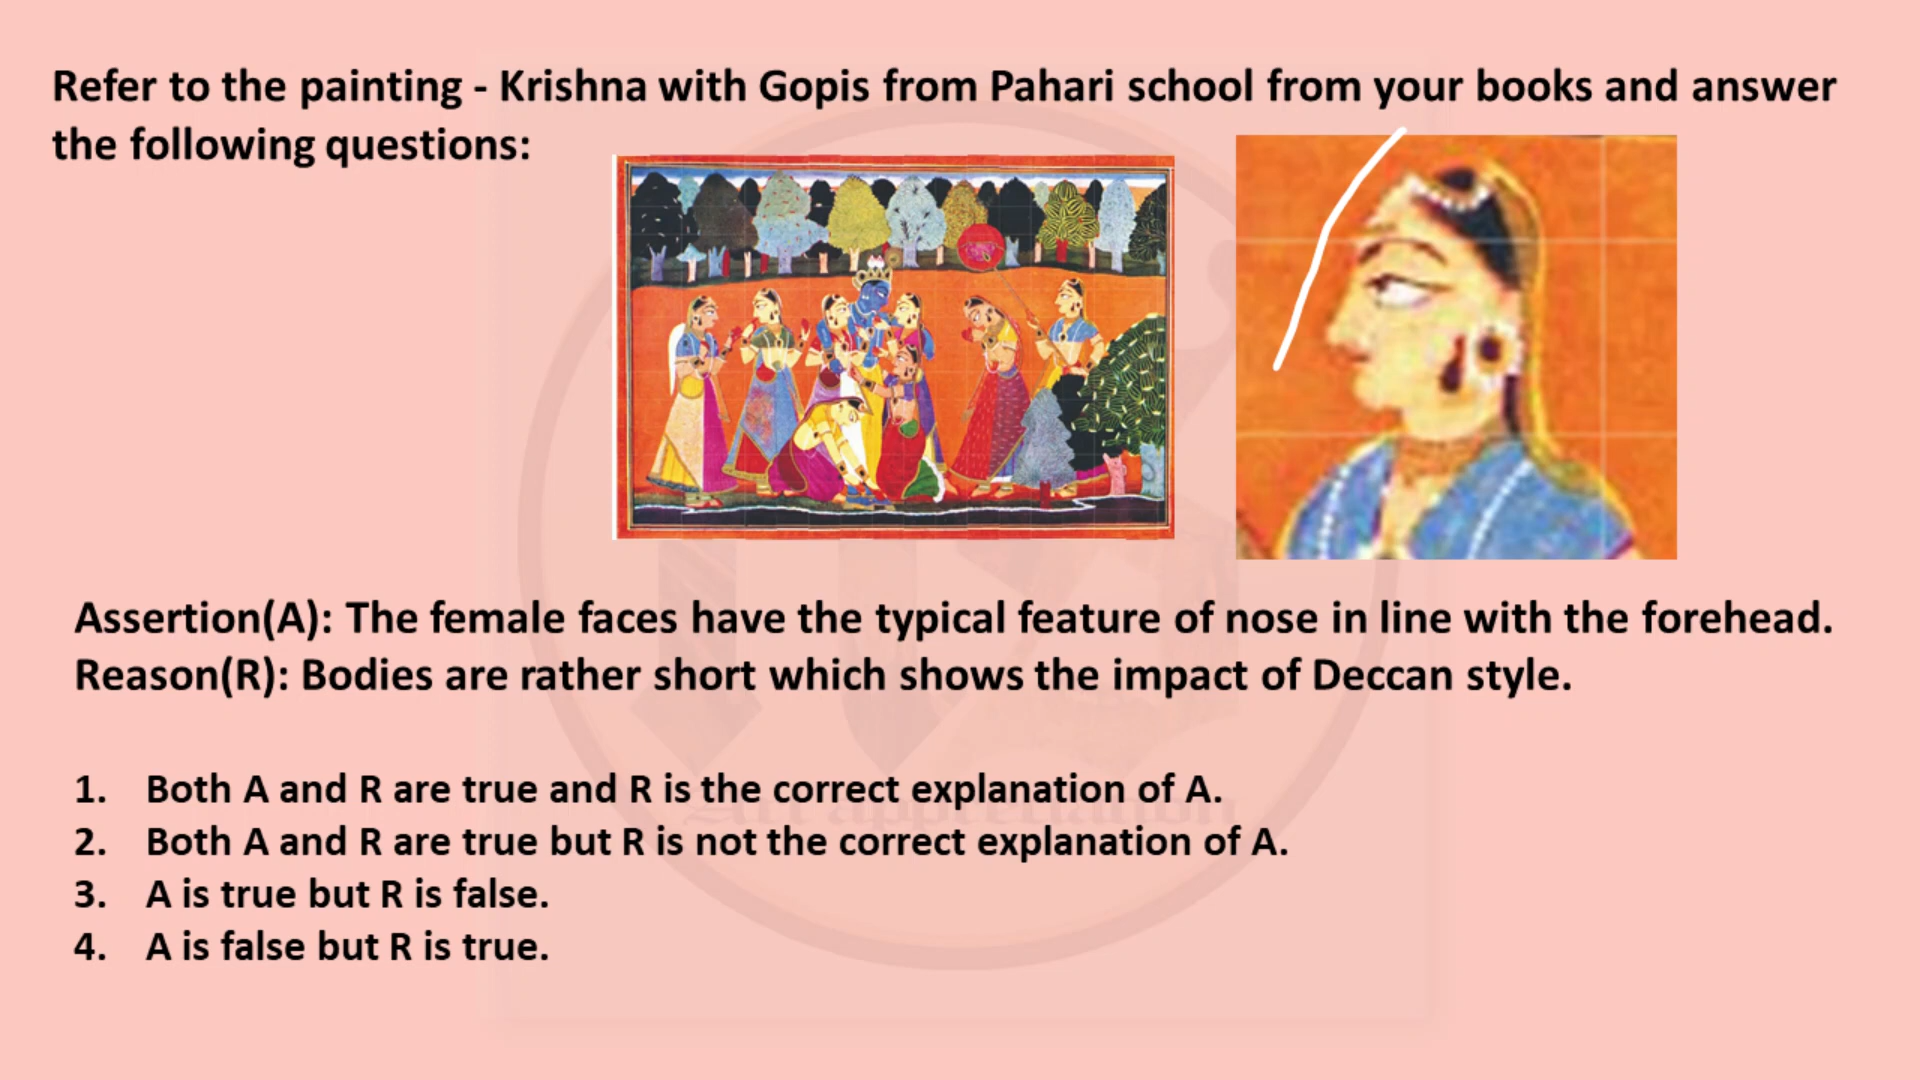 Refer to the painting - Krishna with Gopis from Pahari school from your books and answer
the following questions:
Assertion(A): The female faces have the typical feature of nose in line with the forehead.
Reason(R): Bodies are rather short which shows the impact of Deccan style.
1. Both A and R are true and R is the correct explanation of A.
2. Both A and R are true but R is not the correct explanation of A.
Art appreciation
3. A is true but R is false.
4. A is false but R is true.